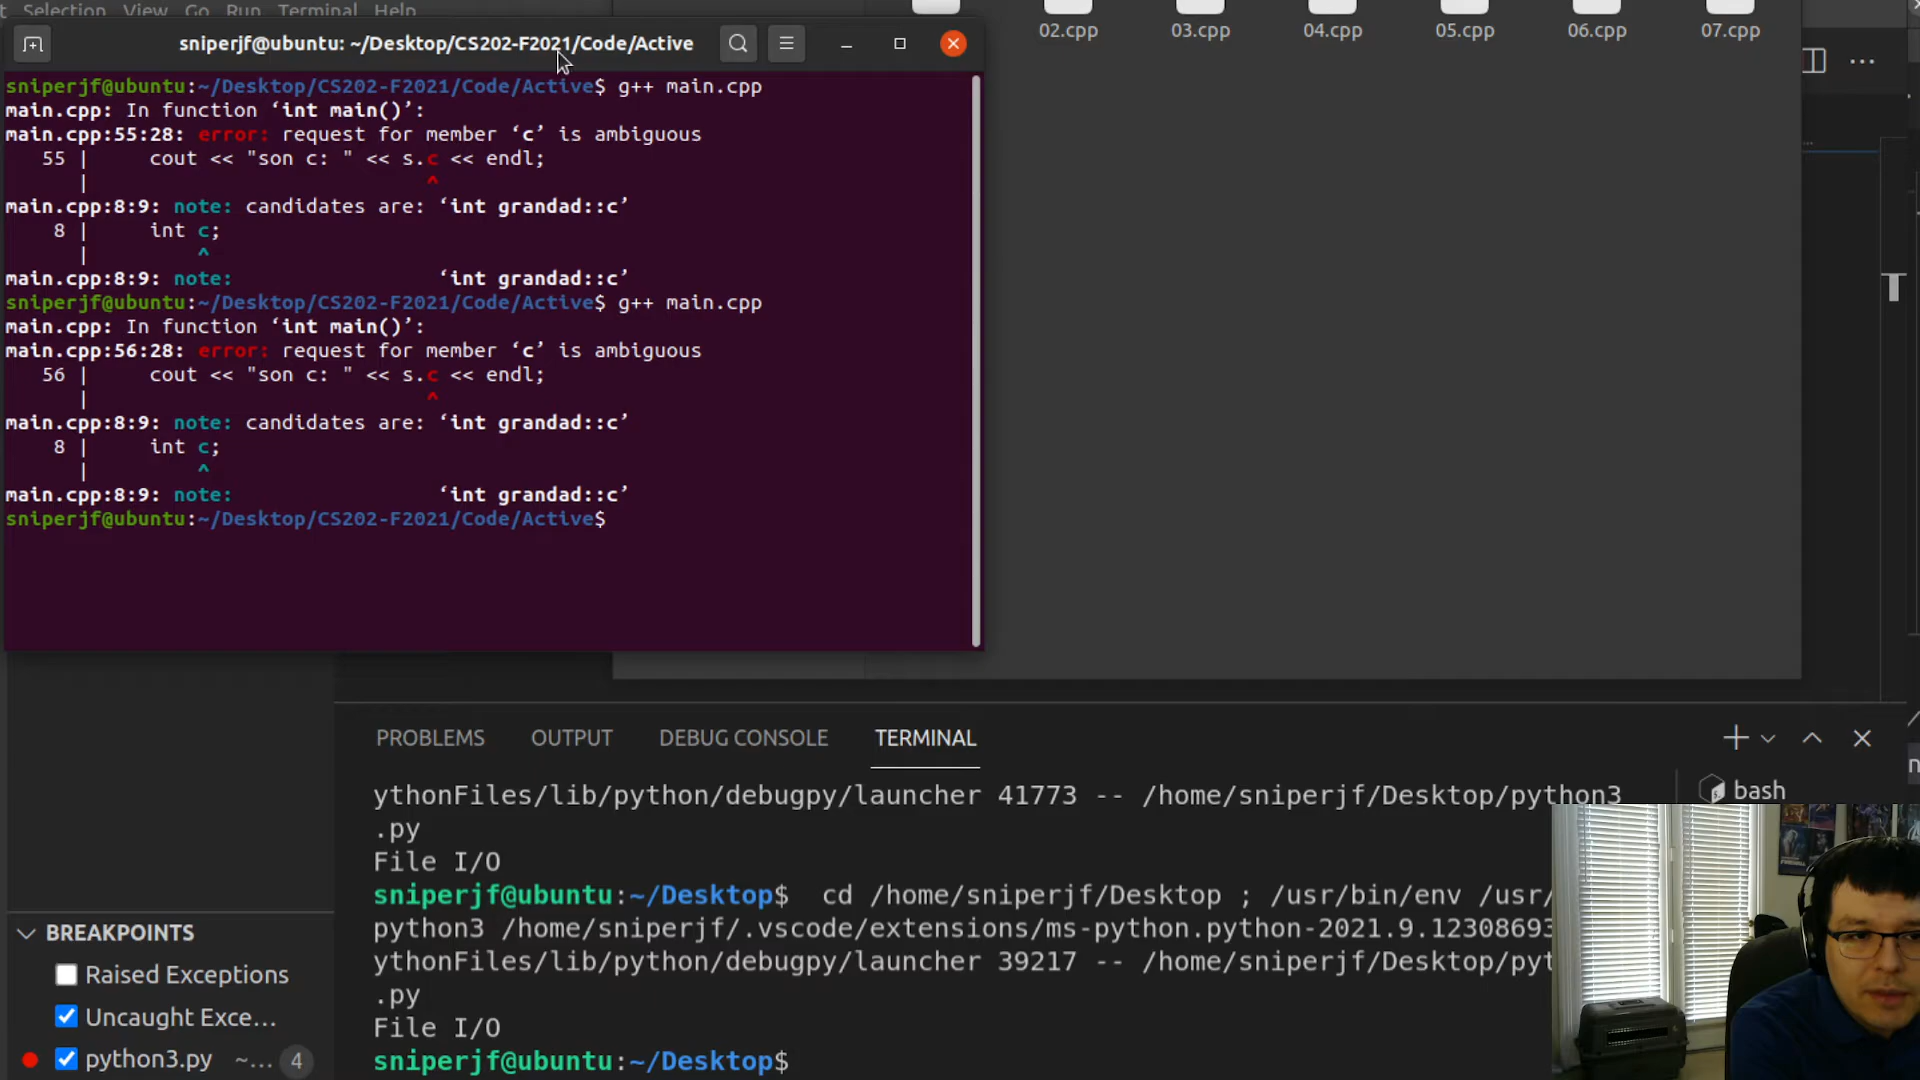 Selection View Go Run Terminal Help
02.cpp 03.cpp 04.cpp 05.cpp 06.cpp 07.cpp
sniperjf@ubuntu: ~/Desktop/CS202-F2021/Code/Active
sniperjf@ubuntu:~/Desktop/CS202-F2021/Code/Active$ g++ main.cpp
main.cpp: In function ‘int main()’:
main.cpp:55:28: error: request for member ‘c’ is ambiguous
55 | cout << "son c: " << s.c << endl;
| ^
main.cpp:8:9: note: candidates are: ‘int grandad::c’
8 | int c;
| ^
main.cpp:8:9: note: ‘int grandad::c’
sniperjf@ubuntu:~/Desktop/CS202-F2021/Code/Active$ g++ main.cpp
main.cpp: In function ‘int main()’:
main.cpp:56:28: error: request for member ‘c’ is ambiguous
56 | cout << "son c: " << s.c << endl;
| ^
main.cpp:8:9: note: candidates are: ‘int grandad::c’
8 | int c;
| ^
main.cpp:8:9: note: ‘int grandad::c’
sniperjf@ubuntu:~/Desktop/CS202-F2021/Code/Active$
PROBLEMS OUTPUT DEBUG CONSOLE TERMINAL
bash
ythonFiles/lib/python/debugpy/launcher 41773 -- /home/sniperjf/Desktop/python3
.py
File I/O
sniperjf@ubuntu:~/Desktop$ cd /home/sniperjf/Desktop ; /usr/bin/env /usr/
python3 /home/sniperjf/.vscode/extensions/ms-python.python-2021.9.12308693
ythonFiles/lib/python/debugpy/launcher 39217 -- /home/sniperjf/Desktop/pyt
.py
File I/O
sniperjf@ubuntu:~/Desktop$
BREAKPOINTS
Raised Exceptions
Uncaught Exce...
python3.py ~... 4